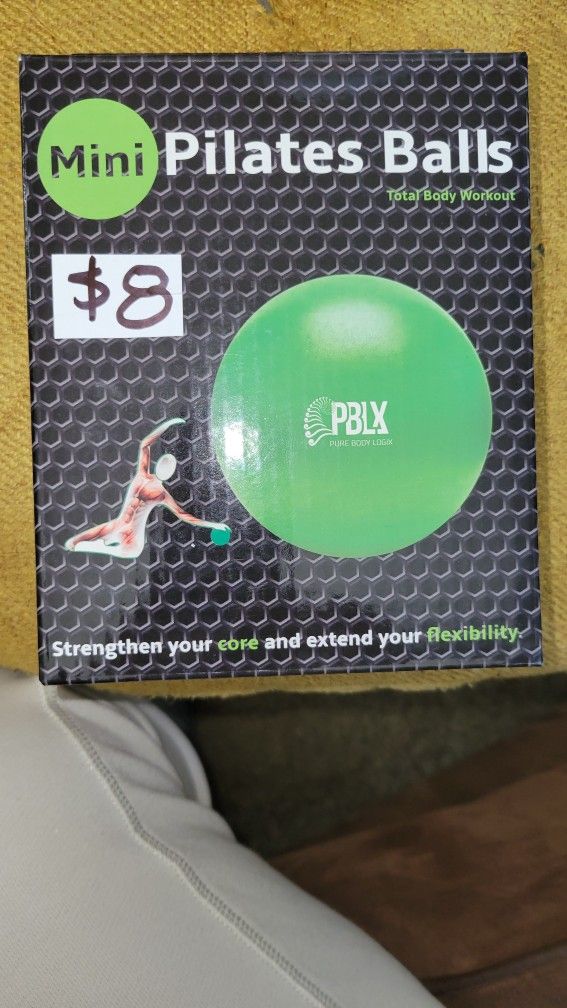 Mini Pilates Balls
Total Body Workout
$8
PBLX
PURE BODY LOGIX
Strengthen your core and extend your flexibility.